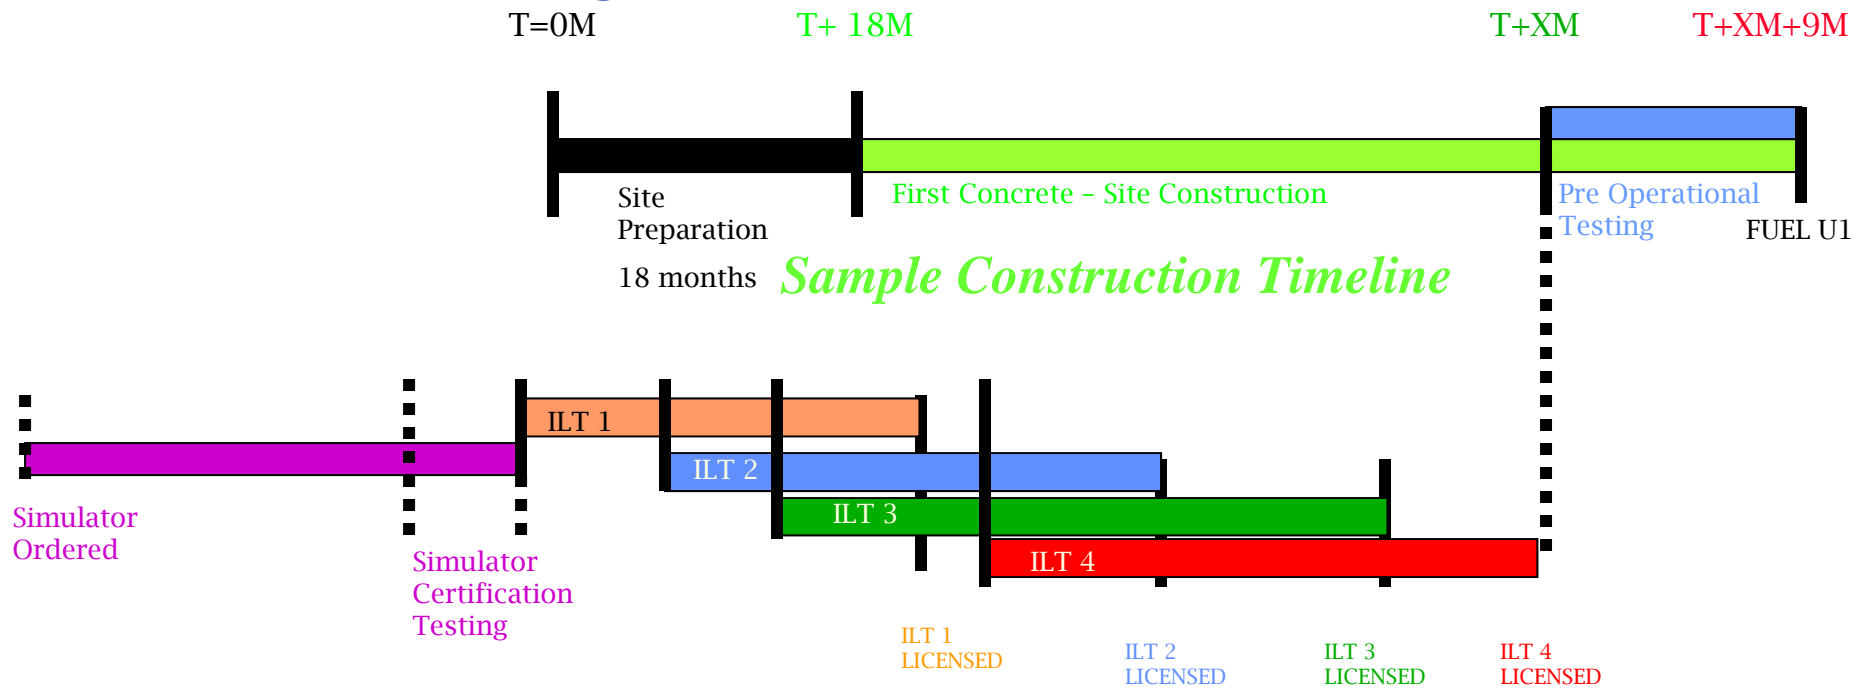 T=0M
T+ 18M
T+XM
T+XM+9M
Site
Preparation
18 months
First Concrete – Site Construction
Pre Operational
Testing
FUEL U1
Sample Construction Timeline
ILT 1
ILT 2
ILT 3
ILT 4
Simulator
Ordered
Simulator
Certification
Testing
ILT 1
LICENSED
ILT 2
LICENSED
ILT 3
LICENSED
ILT 4
LICENSED